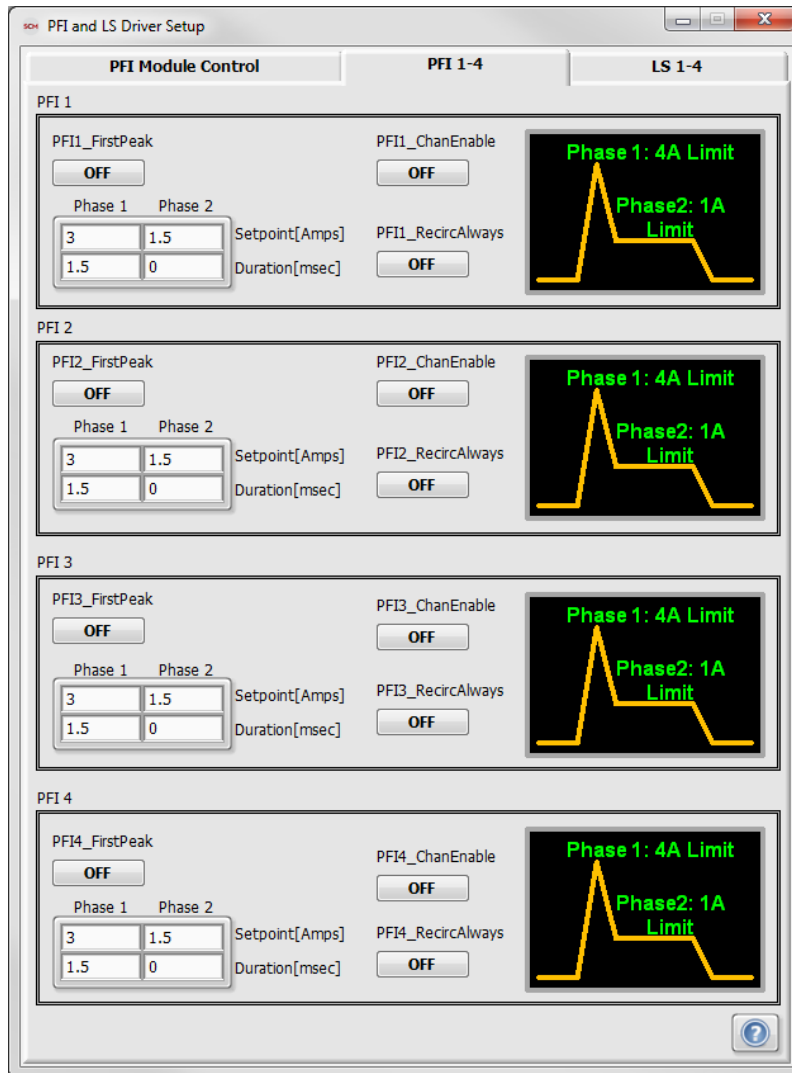 SCM PFI and LS Driver Setup
PFI Module Control PFI 1-4 LS 1-4
PFI 1
PFI1_FirstPeak
OFF
Phase 1 Phase 2
3 1.5 Setpoint[Amps]
1.5 0 Duration[msec]
PFI1_ChanEnable
OFF
PFI1_RecircAlways
OFF
Phase 1: 4A Limit
Phase2: 1A
Limit
PFI 2
PFI2_FirstPeak
OFF
Phase 1 Phase 2
3 1.5 Setpoint[Amps]
1.5 0 Duration[msec]
PFI2_ChanEnable
OFF
PFI2_RecircAlways
OFF
Phase 1: 4A Limit
Phase2: 1A
Limit
PFI 3
PFI3_FirstPeak
OFF
Phase 1 Phase 2
3 1.5 Setpoint[Amps]
1.5 0 Duration[msec]
PFI3_ChanEnable
OFF
PFI3_RecircAlways
OFF
Phase 1: 4A Limit
Phase2: 1A
Limit
PFI 4
PFI4_FirstPeak
OFF
Phase 1 Phase 2
3 1.5 Setpoint[Amps]
1.5 0 Duration[msec]
PFI4_ChanEnable
OFF
PFI4_RecircAlways
OFF
Phase 1: 4A Limit
Phase2: 1A
Limit
?